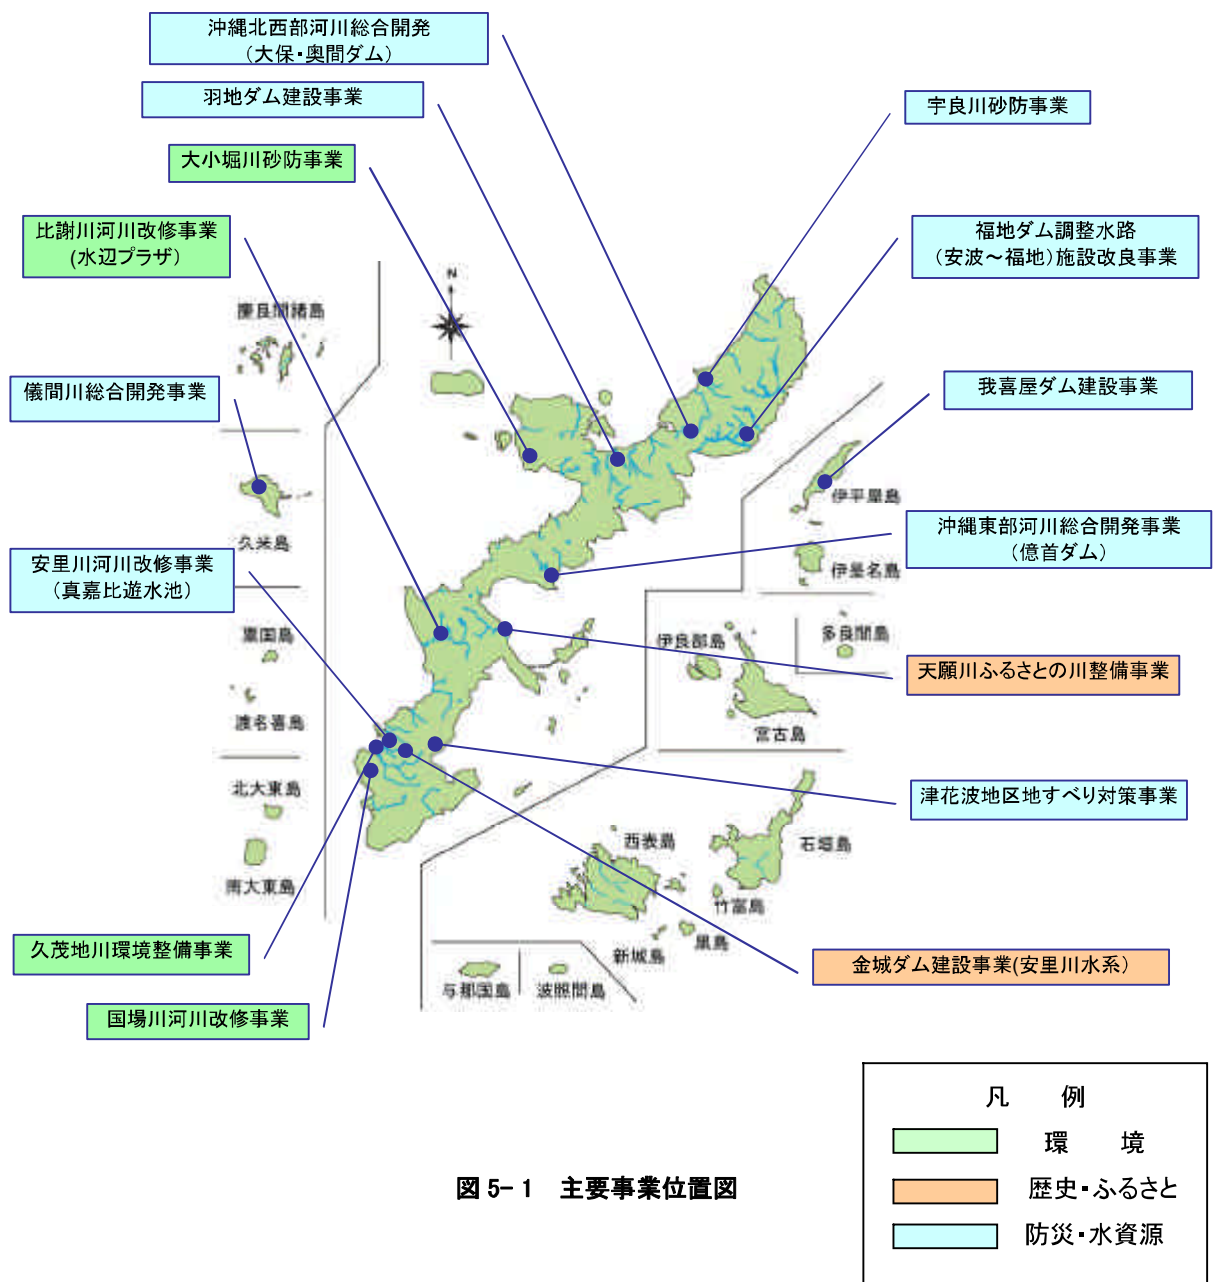 沖縄北西部河川総合開発
（大保・奥間ダム）
羽地ダム建設事業
宇良川砂防事業
大小堀川砂防事業
比謝川河川改修事業
(水辺プラザ)
福地ダム調整水路
（安波～福地）施設改良事業
N
慶良間諸島
儀間川総合開発事業
我喜屋ダム建設事業
伊平屋島
久米島
沖縄東部河川総合開発事業
（億首ダム）
安里川河川改修事業
（真嘉比遊水池）
伊是名島
粟国島
伊良部島
多良間島
天願川ふるさとの川整備事業
渡名喜島
宮古島
北大東島
津花波地区地すべり対策事業
西表島
石垣島
南大東島
竹富島
黒島
新城島
久茂地川環境整備事業
金城ダム建設事業(安里川水系）
与那国島
波照間島
国場川河川改修事業
凡　例
環　境
図 5- 1　主要事業位置図
歴史・ふるさと
防災・水資源